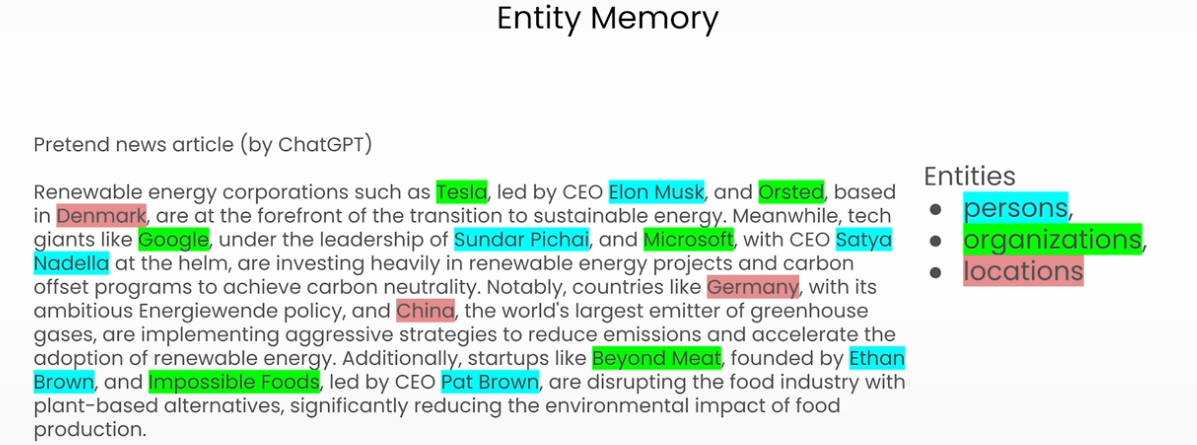 Entity Memory
Pretend news article (by ChatGPT)
Renewable energy corporations such as Tesla, led by CEO Elon Musk, and Orsted, based
in Denmark, are at the forefront of the transition to sustainable energy. Meanwhile, tech
giants like Google, under the leadership of Sundar Pichai, and Microsoft, with CEO Satya
Nadella at the helm, are investing heavily in renewable energy projects and carbon
offset programs to achieve carbon neutrality. Notably, countries like Germany, with its
ambitious Energiewende policy, and China, the world's largest emitter of greenhouse
gases, are implementing aggressive strategies to reduce emissions and accelerate the
adoption of renewable energy. Additionally, startups like Beyond Meat, founded by Ethan
Brown, and Impossible Foods, led by CEO Pat Brown, are disrupting the food industry with
plant-based alternatives, significantly reducing the environmental impact of food
production.
Entities
● persons,
● organizations,
● locations